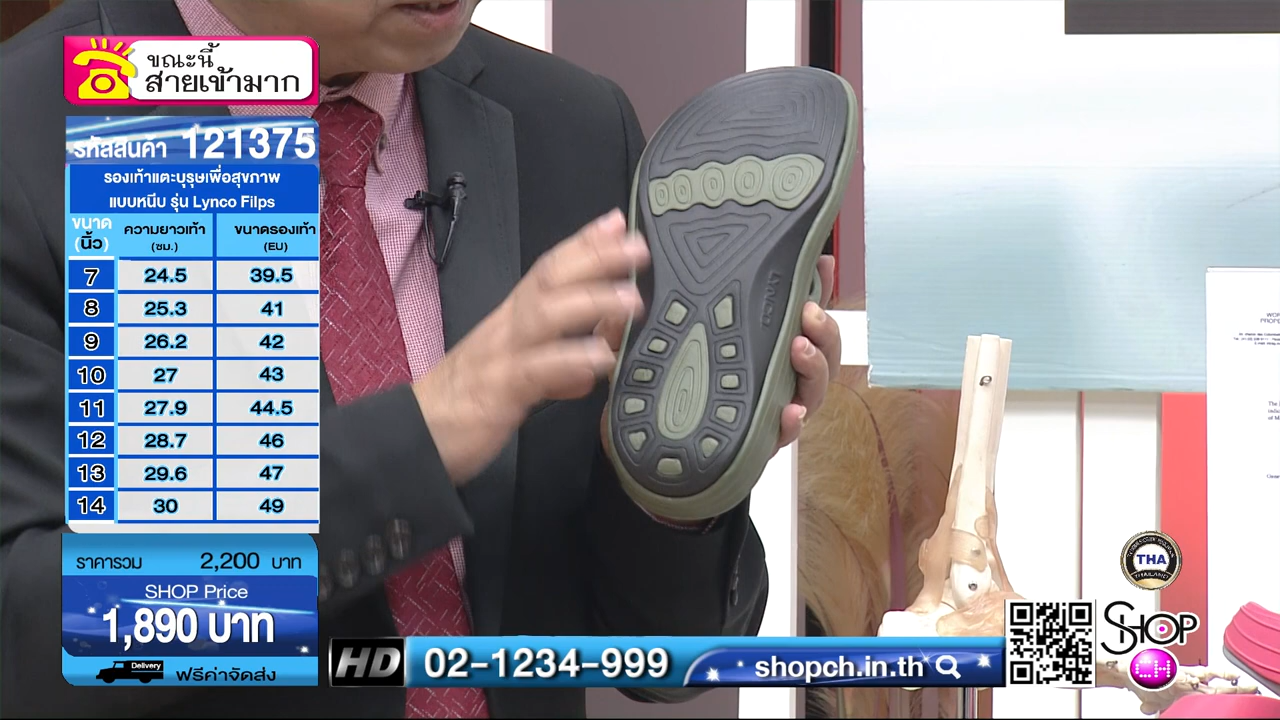 ขณะนี้
สายเข้ามาก
รหัสสินค้า 121375
รองเท้าแตะบุรุษเพื่อสุขภาพ
แบบหนีบ รุ่น Lynco Filps
ขนาด (นิ้ว) ความยาวเท้า (ซม.) ขนาดรองเท้า (EU)
7 24.5 39.5
8 25.3 41
9 26.2 42
10 27 43
11 27.9 44.5
12 28.7 46
13 29.6 47
14 30 49
ราคารวม 2,200 บาท
SHOP Price
1,890 บาท
Delivery ฟรีค่าจัดส่ง
HD 02-1234-999 shopch.in.th
LYNCO
THA
THAILAND
SHOP
CH